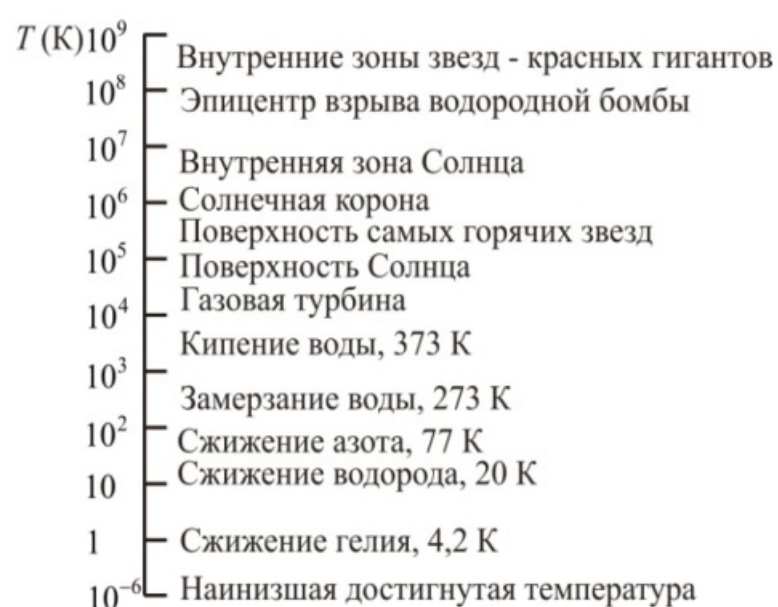 T (К)10⁹
Внутренние зоны звезд - красных гигантов
10⁸
Эпицентр взрыва водородной бомбы
10⁷
Внутренняя зона Солнца
10⁶
Солнечная корона
Поверхность самых горячих звезд
10⁵
Поверхность Солнца
Газовая турбина
10⁴
Кипение воды, 373 К
10³
Замерзание воды, 273 К
10²
Сжижение азота, 77 К
Сжижение водорода, 20 К
10
1 Сжижение гелия, 4,2 К
10⁻⁶ Наинизшая достигнутая температура